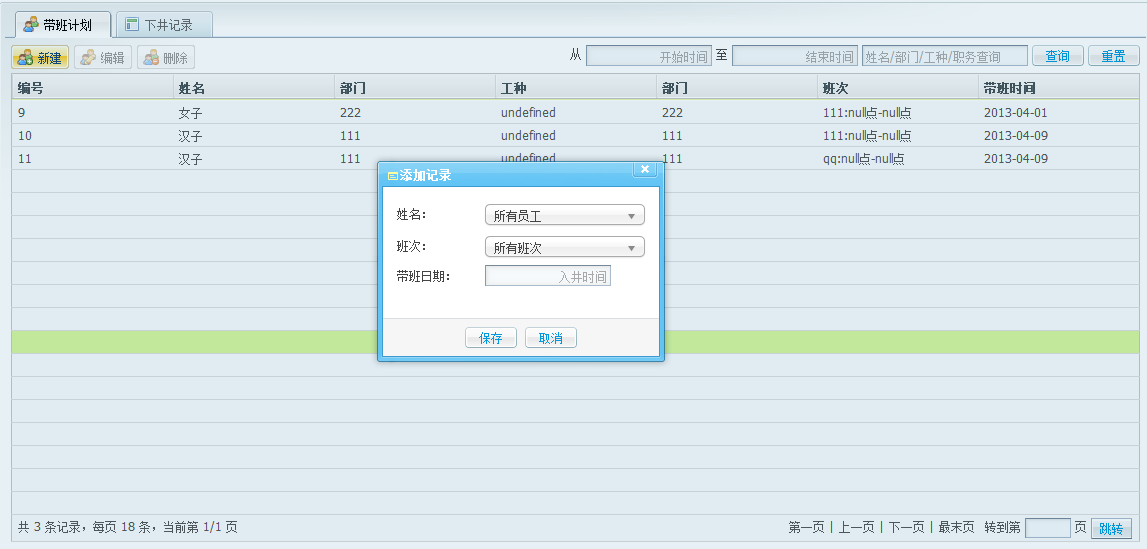 带班计划 下井记录
新建 编辑 删除 从 开始时间 至 结束时间 姓名/部门/工种/职务查询 查询 重置
编号 姓名 部门 工种 部门 班次 带班时间
9 女子 222 undefined 222 111:null点-null点 2013-04-01
10 汉子 111 undefined 111 111:null点-null点 2013-04-09
11 汉子 111 undefined 111 qq:null点-null点 2013-04-09
添加记录
姓名: 所有员工
班次: 所有班次
带班日期: 入井时间
保存 取消
共 3 条记录，每页 18 条，当前第 1/1 页 第一页 | 上一页 | 下一页 | 最末页 转到第 页 跳转